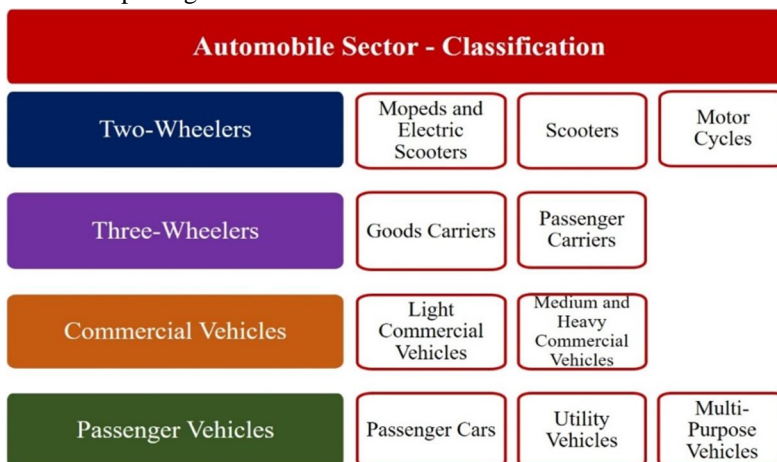 Automobile Sector - Classification
Two-Wheelers
Mopeds and
Electric
Scooters
Scooters
Motor
Cycles
Three-Wheelers
Goods Carriers
Passenger
Carriers
Commercial Vehicles
Light
Commercial
Vehicles
Medium and
Heavy
Commercial
Vehicles
Passenger Vehicles
Passenger Cars
Utility
Vehicles
Multi-
Purpose
Vehicles